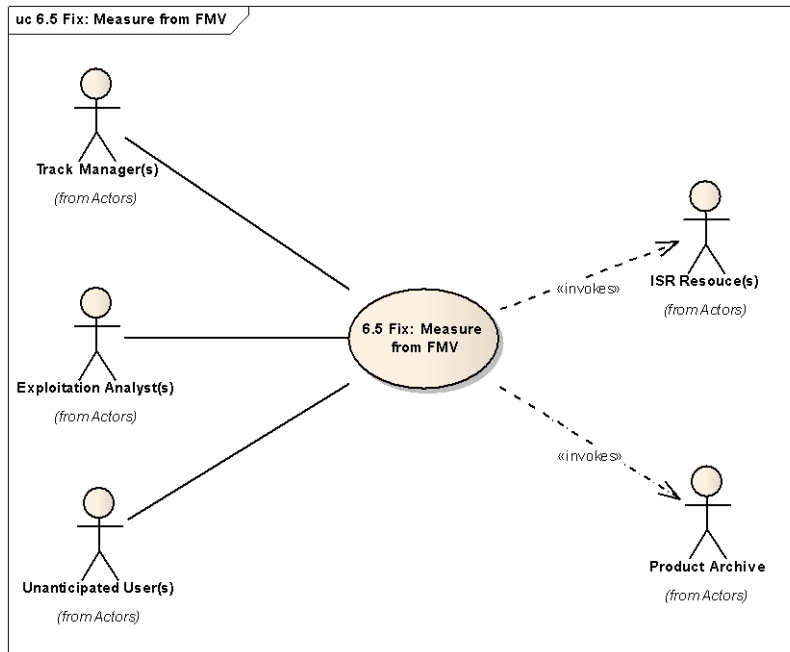 uc 6.5 Fix: Measure from FMV
Track Manager(s)
(from Actors)
Exploitation Analyst(s)
(from Actors)
Unanticipated User(s)
(from Actors)
6.5 Fix: Measure
from FMV
«invokes»
«invokes»
ISR Resouce(s)
(from Actors)
Product Archive
(from Actors)